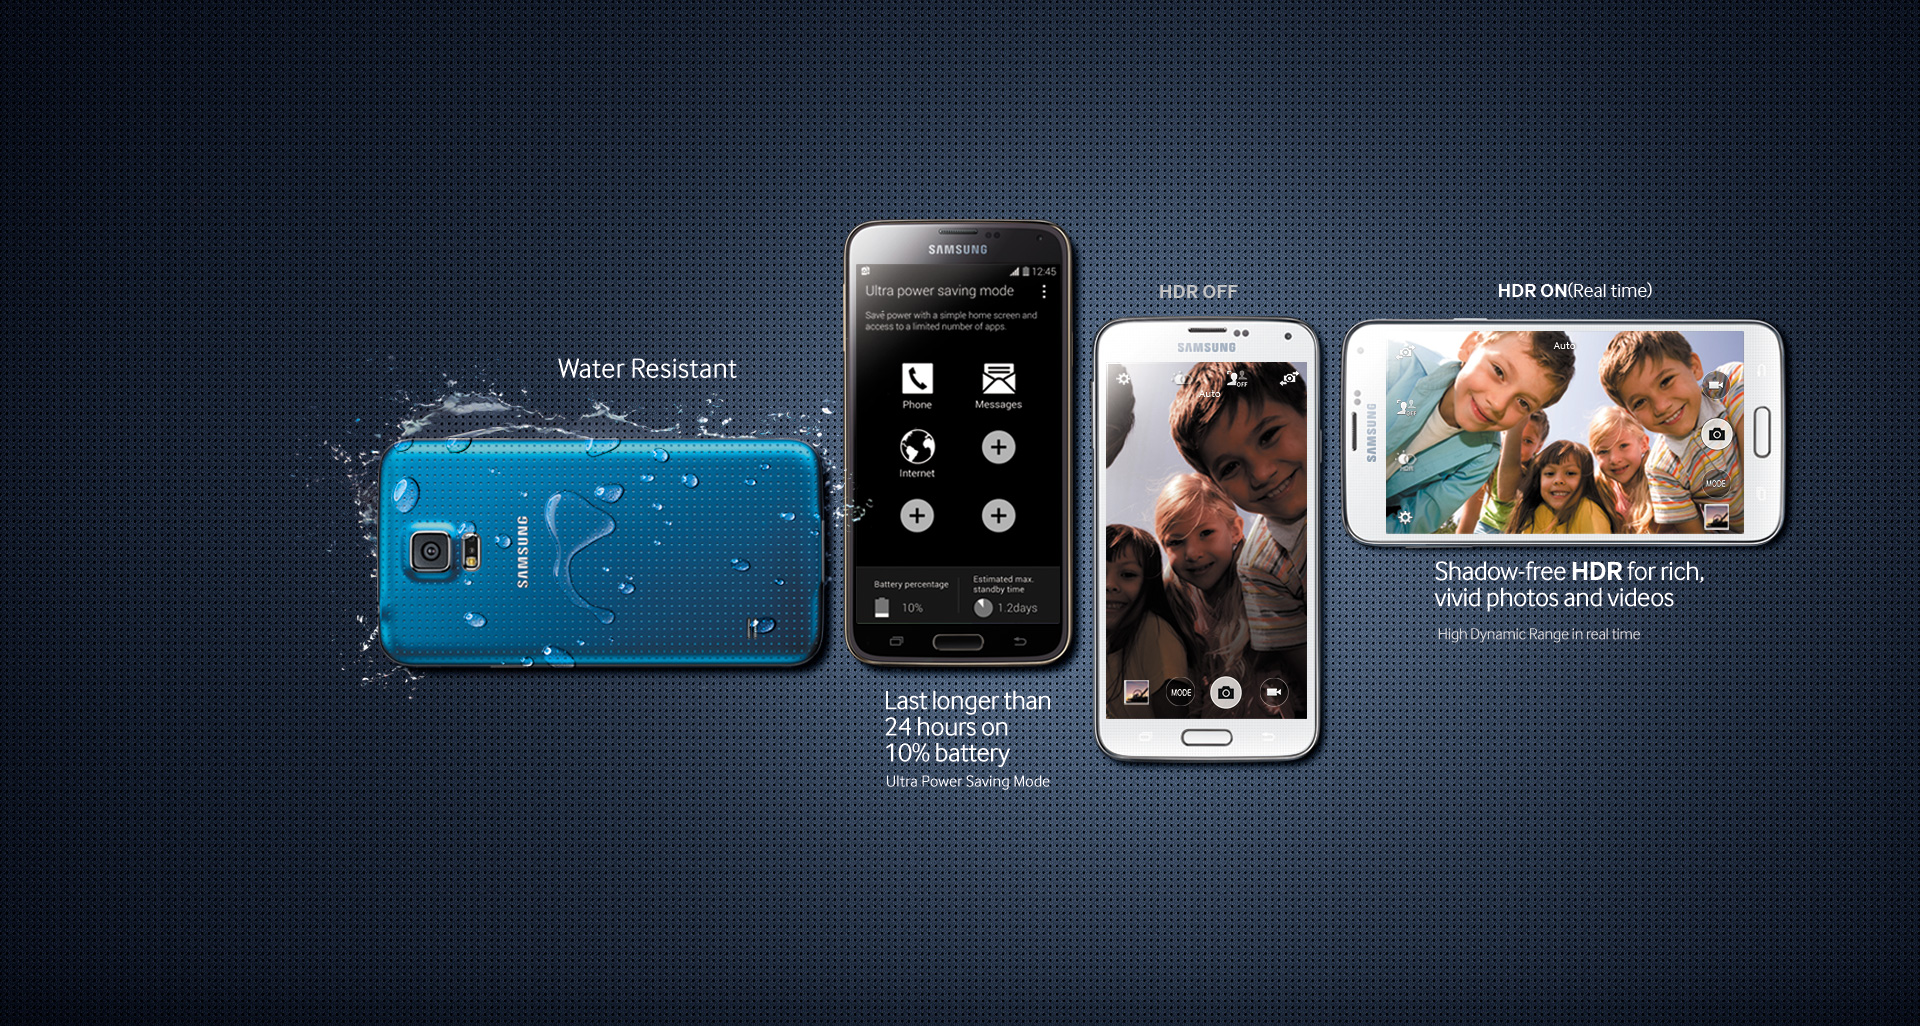 Water Resistant
SAMSUNG
SAMSUNG
12:45
Ultra power saving mode
Save power with a simple home screen and
access to a limited number of apps.
Phone
Messages
Internet
Battery percentage
10%
Estimated max.
standby time
1.2days
Last longer than
24 hours on
10% battery
Ultra Power Saving Mode
HDR OFF
SAMSUNG
OFF
Auto
MODE
HDR ON(Real time)
SAMSUNG
Auto
OFF
HDR
MODE
Shadow-free HDR for rich,
vivid photos and videos
High Dynamic Range in real time